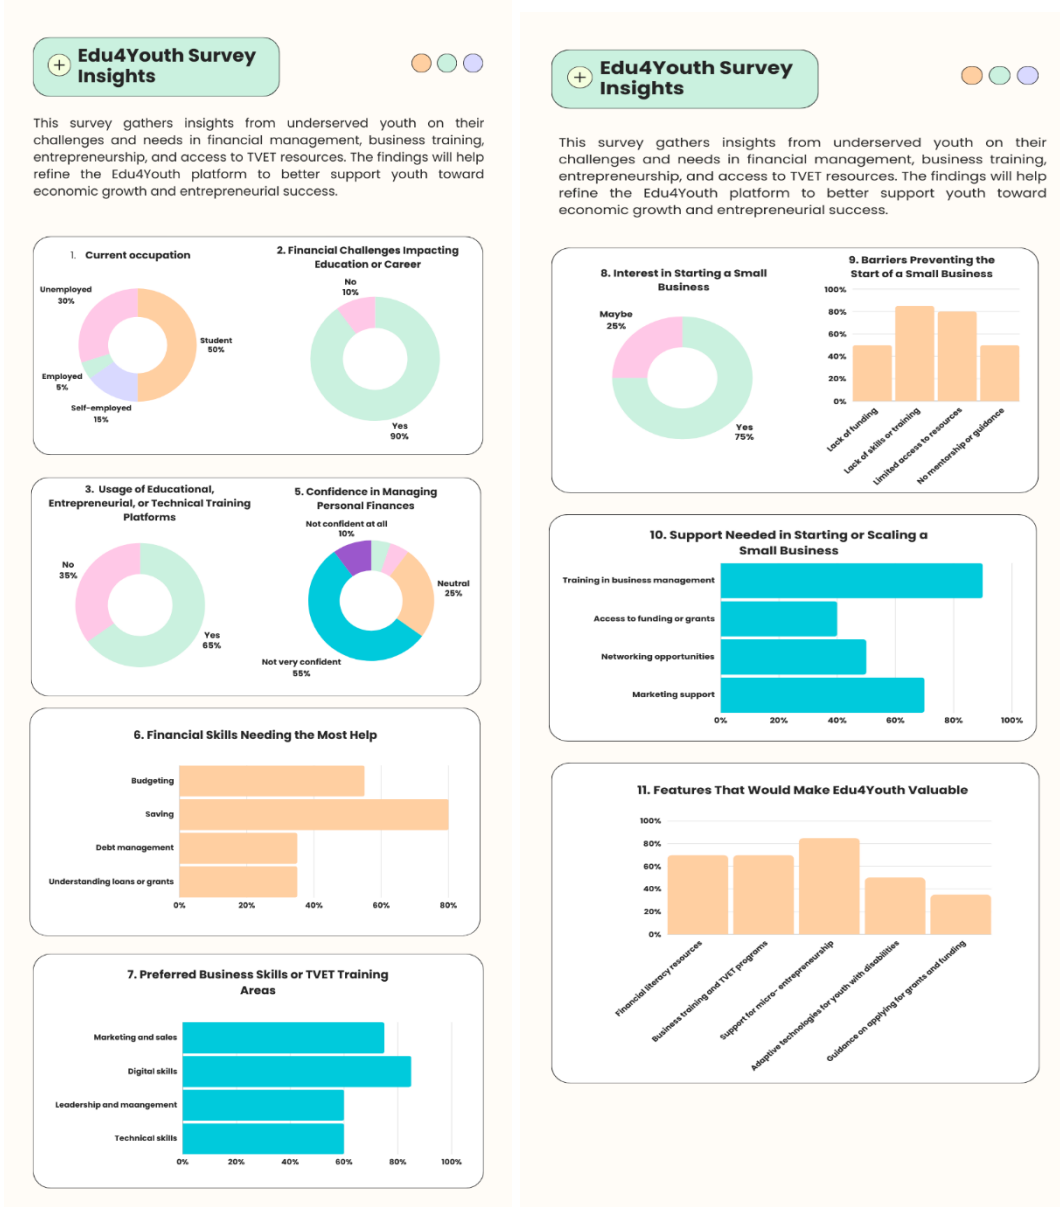 Edu4Youth Survey
Insights
This survey gathers insights from underserved youth on their
challenges and needs in financial management, business training,
entrepreneurship, and access to TVET resources. The findings will help
refine the Edu4Youth platform to better support youth toward
economic growth and entrepreneurial success.
1. Current occupation
Unemployed
30%
Student
50%
Employed
5%
Self-employed
15%
2. Financial Challenges Impacting
Education or Career
No
10%
Yes
90%
3. Usage of Educational,
Entrepreneurial, or Technical Training
Platforms
No
35%
Yes
65%
5. Confidence in Managing
Personal Finances
Not confident at all
10%
Neutral
25%
Not very confident
55%
6. Financial Skills Needing the Most Help
Budgeting
Saving
Debt management
Understanding loans or grants
0% 20% 40% 60% 80%
7. Preferred Business Skills or TVET Training
Areas
Marketing and sales
Digital skills
Leadership and maangement
Technical skills
0% 20% 40% 60% 80% 100%
Edu4Youth Survey
Insights
This survey gathers insights from underserved youth on their
challenges and needs in financial management, business training,
entrepreneurship, and access to TVET resources. The findings will help
refine the Edu4Youth platform to better support youth toward
economic growth and entrepreneurial success.
8. Interest in Starting a Small
Business
Maybe
25%
Yes
75%
9. Barriers Preventing the
Start of a Small Business
100%
80%
60%
40%
20%
0%
Lack of funding
Lack of skills or training
Limited access to resources
No mentorship or guidance
10. Support Needed in Starting or Scaling a
Small Business
Training in business management
Access to funding or grants
Networking opportunities
Marketing support
0% 20% 40% 60% 80% 100%
11. Features That Would Make Edu4Youth Valuable
100%
80%
60%
40%
20%
0%
Financial literacy resources
Business training and TVET programs
Support for micro- entrepreneurship
Adaptive technologies for youth with disabilities
Guidance on applying for grants and funding